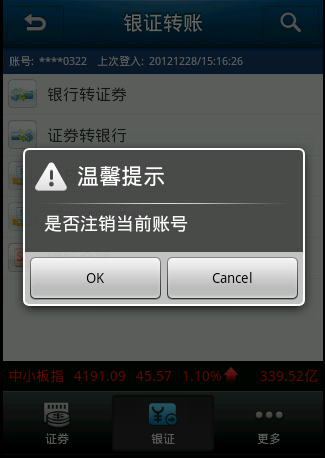 银证转账
账号: ****0322 上次登入: 20121228/15:16:26
银行转证券
证券转银行
温馨提示
是否注销当前账号
OK Cancel
中小板指 4191.09 45.57 1.10% 339.52亿
证券 银证 更多